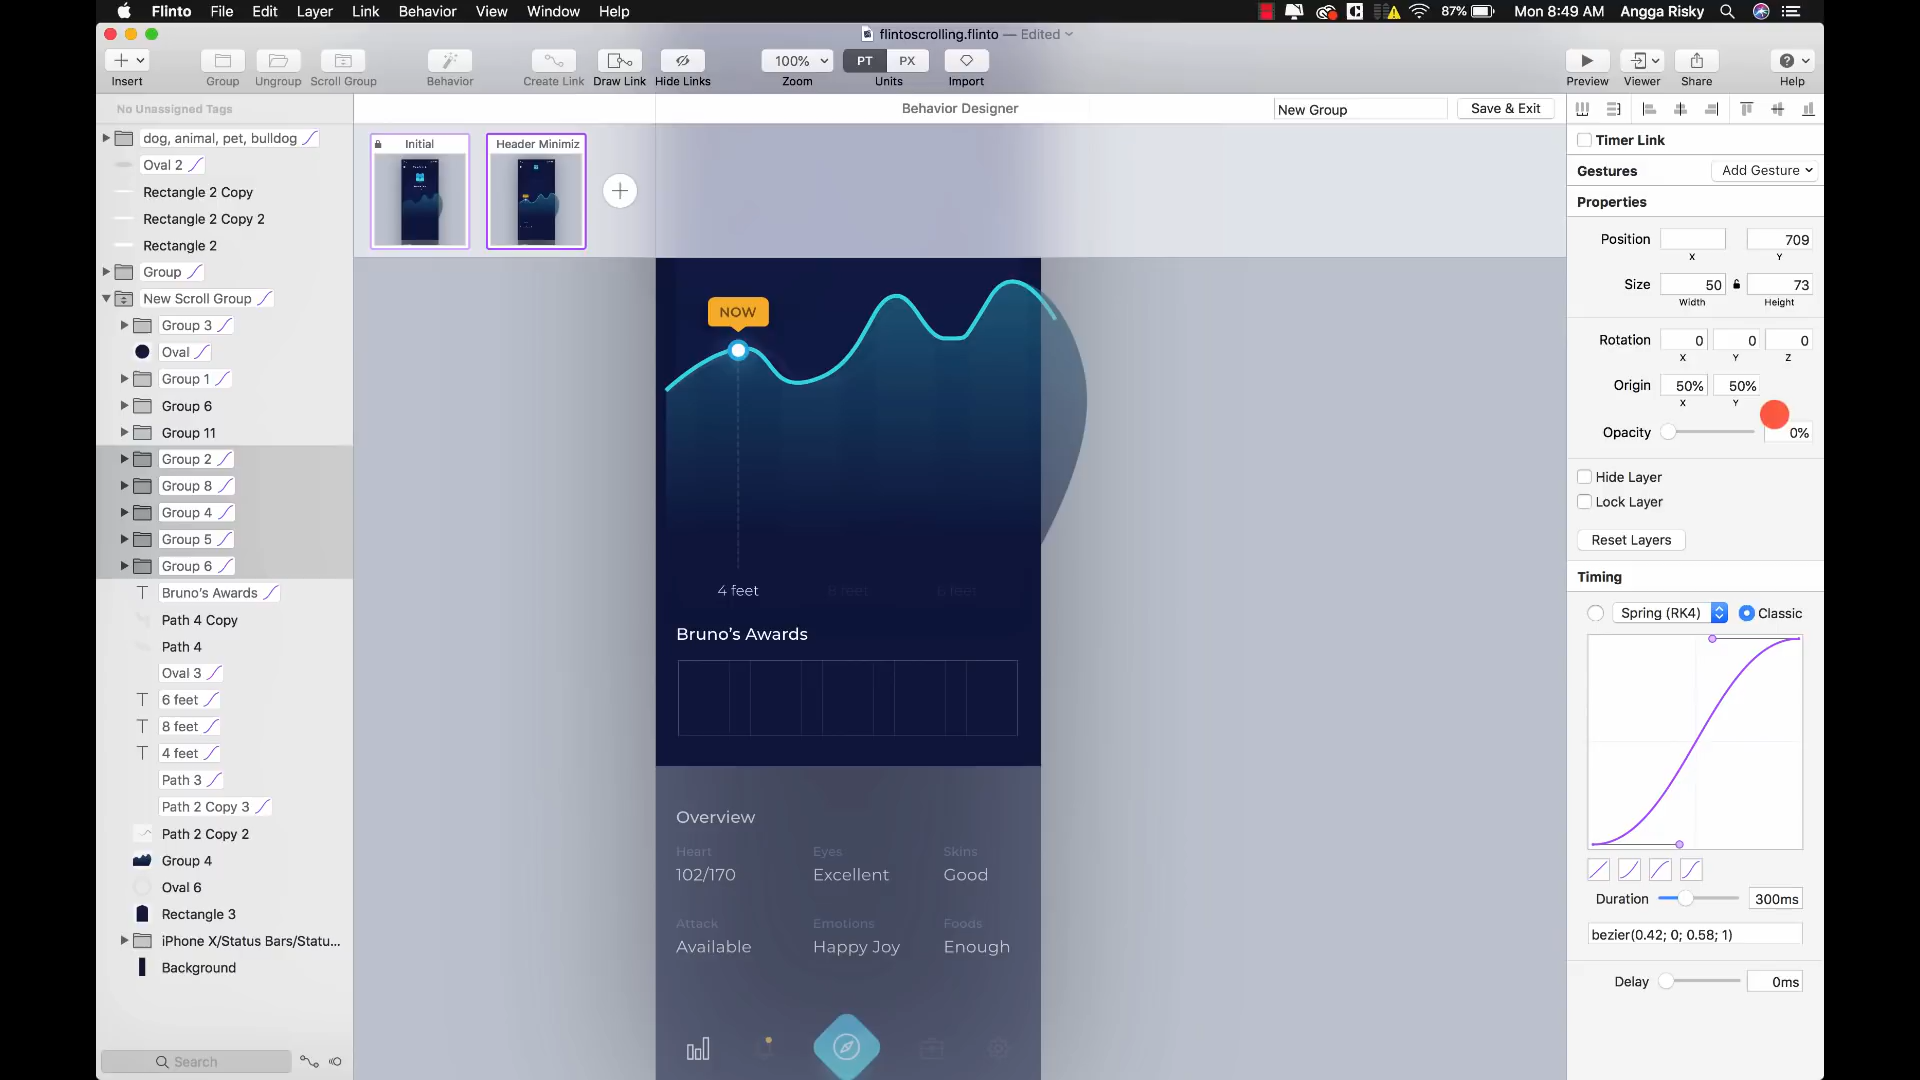 Flinto File Edit Layer Link Behavior View Window Help
87% Mon 8:49 AM Angga Risky
flintoscrolling.flinto — Edited
100% PT PX
Insert Group Ungroup Scroll Group Behavior Create Link Draw Link Hide Links Zoom Units Import Preview Viewer Share Help
No Unassigned Tags
Behavior Designer
New Group
Save & Exit
dog, animal, pet, bulldog
Oval 2
Rectangle 2 Copy
Rectangle 2 Copy 2
Rectangle 2
Group
New Scroll Group
Group 3
Oval
Group 1
Group 6
Group 11
Group 2
Group 8
Group 4
Group 5
Group 6
Bruno's Awards
Path 4 Copy
Path 4
Oval 3
6 feet
8 feet
4 feet
Path 3
Path 2 Copy 3
Path 2 Copy 2
Group 4
Oval 6
Rectangle 3
iPhone X/Status Bars/Statu...
Background
Search
Initial
Header Minimiz
NOW
4 feet 8 feet 6 feet
Bruno's Awards
Overview
Heart Eyes Skins
102/170 Excellent Good
Attack Emotions Foods
Available Happy Joy Enough
Timer Link
Gestures Add Gesture
Properties
Position 709
X Y
Size 50 73
Width Height
Rotation 0 0 0
X Y Z
Origin 50% 50%
X Y
Opacity 0%
Hide Layer
Lock Layer
Reset Layers
Timing
Spring (RK4) Classic
Duration 300ms
bezier(0.42; 0; 0.58; 1)
Delay 0ms